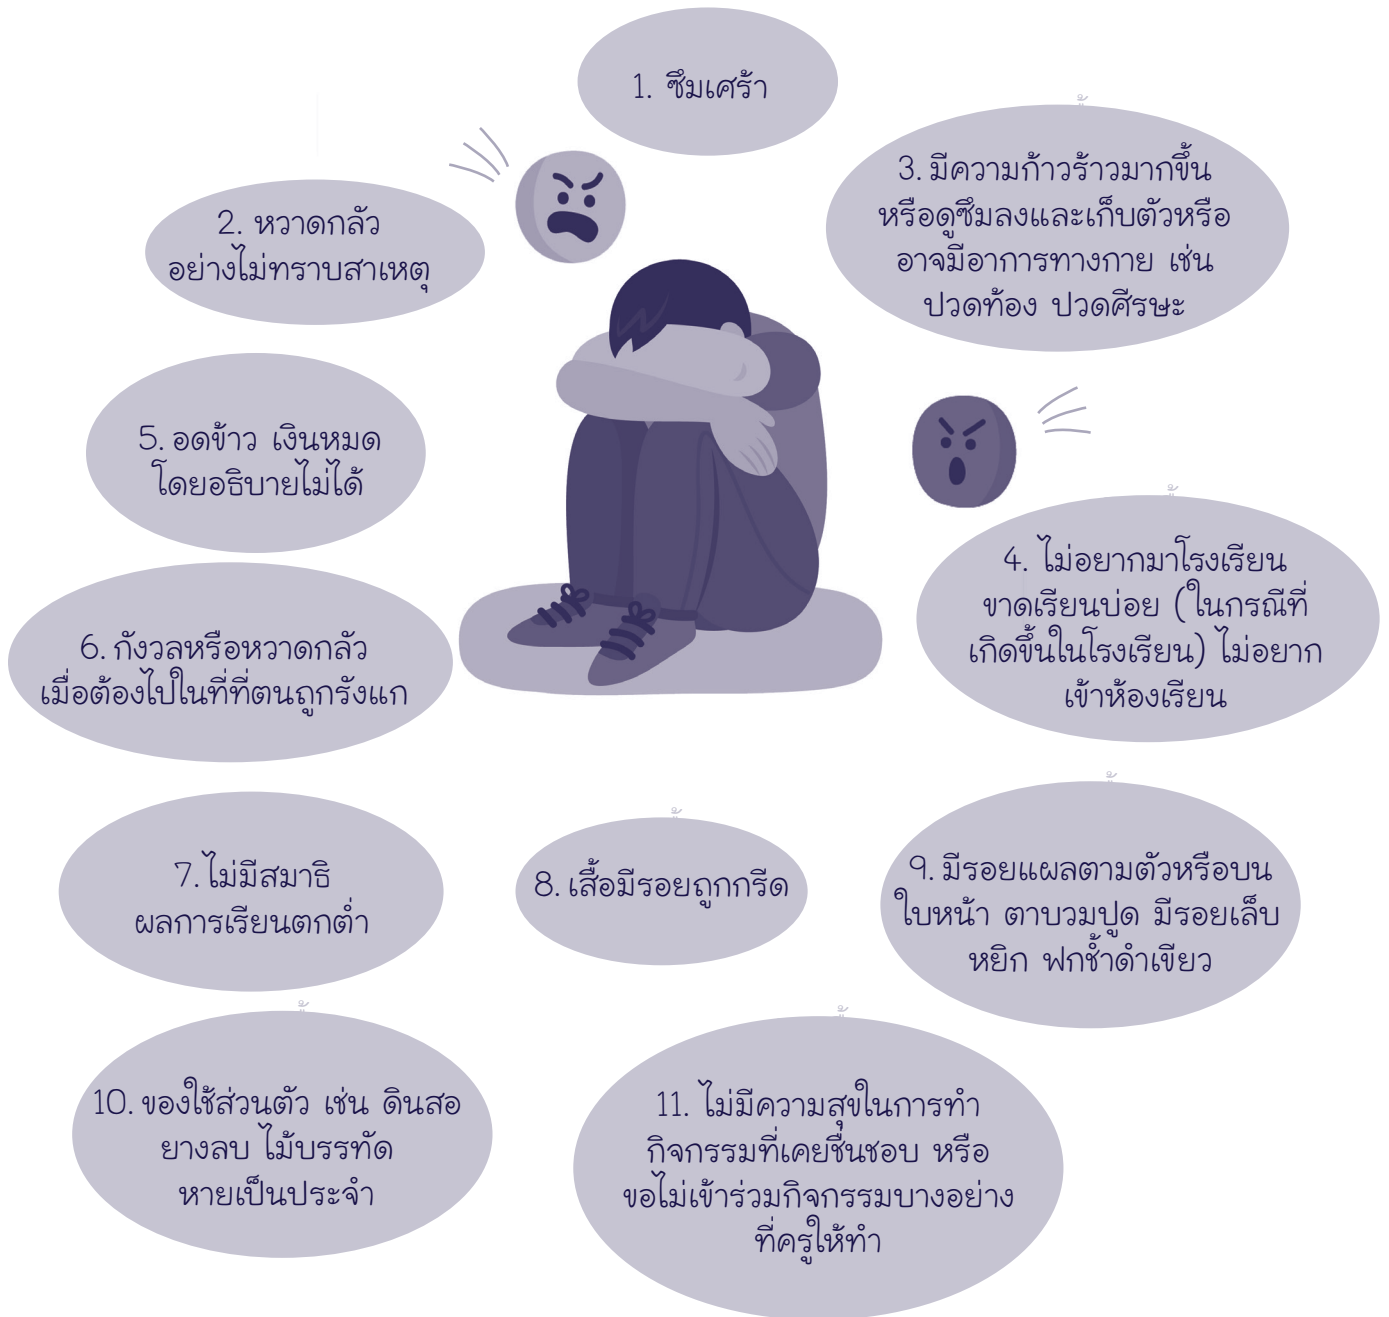 1. ซึมเศร้า
2. หวาดกลัว
อย่างไม่ทราบสาเหตุ
3. มีความก้าวร้าวมากขึ้น
หรือดูซึมลงและเก็บตัวหรือ
อาจมีอาการทางกาย เช่น
ปวดท้อง ปวดศีรษะ
4. ไม่อยากมาโรงเรียน
ขาดเรียนบ่อย (ในกรณีที่
เกิดขึ้นในโรงเรียน) ไม่อยาก
เข้าห้องเรียน
5. อดข้าว เงินหมด
โดยอธิบายไม่ได้
6. กังวลหรือหวาดกลัว
เมื่อต้องไปในที่ที่ตนถูกรังแก
7. ไม่มีสมาธิ
ผลการเรียนตกต่ำ
8. เสื้อมีรอยถูกกรีด
9. มีรอยแผลตามตัวหรือบน
ใบหน้า ตาบวมปูด มีรอยเล็บ
หยิก ฟกช้ำดำเขียว
10. ของใช้ส่วนตัว เช่น ดินสอ
ยางลบ ไม้บรรทัด
หายเป็นประจำ
11. ไม่มีความสุขในการทำ
กิจกรรมที่เคยชื่นชอบ หรือ
ขอไม่เข้าร่วมกิจกรรมบางอย่าง
ที่ครูให้ทำ